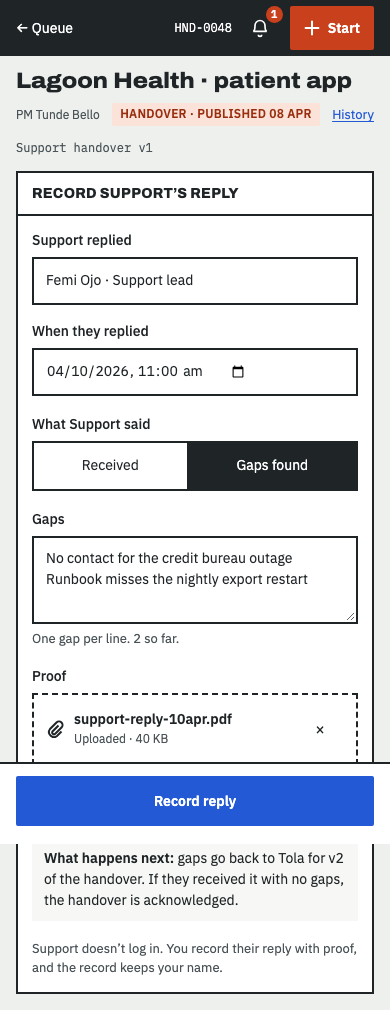 ← Queue
HND-0048
1
Start
Lagoon Health · patient app
PM Tunde Bello
HANDOVER · PUBLISHED 08 APR
History
Support handover v1
RECORD SUPPORT’S REPLY
Support replied
Femi Ojo · Support lead
When they replied
04/10/2026, 11:00 am
What Support said
Received
Gaps found
Gaps
No contact for the credit bureau outage
Runbook misses the nightly export restart
One gap per line. 2 so far.
Proof
support-reply-10apr.pdf
Uploaded · 40 KB
×
Record reply
What happens next: gaps go back to Tola for v2
of the handover. If they received it with no gaps,
the handover is acknowledged.
Support doesn’t log in. You record their reply with proof,
and the record keeps your name.